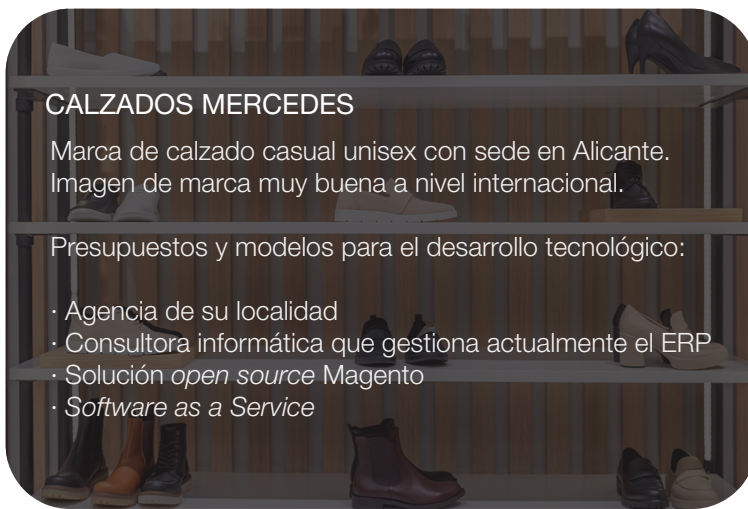 CALZADOS MERCEDES
Marca de calzado casual unisex con sede en Alicante.
Imagen de marca muy buena a nivel internacional.
Presupuestos y modelos para el desarrollo tecnológico:
· Agencia de su localidad
· Consultora informática que gestiona actualmente el ERP
· Solución open source Magento
· Software as a Service